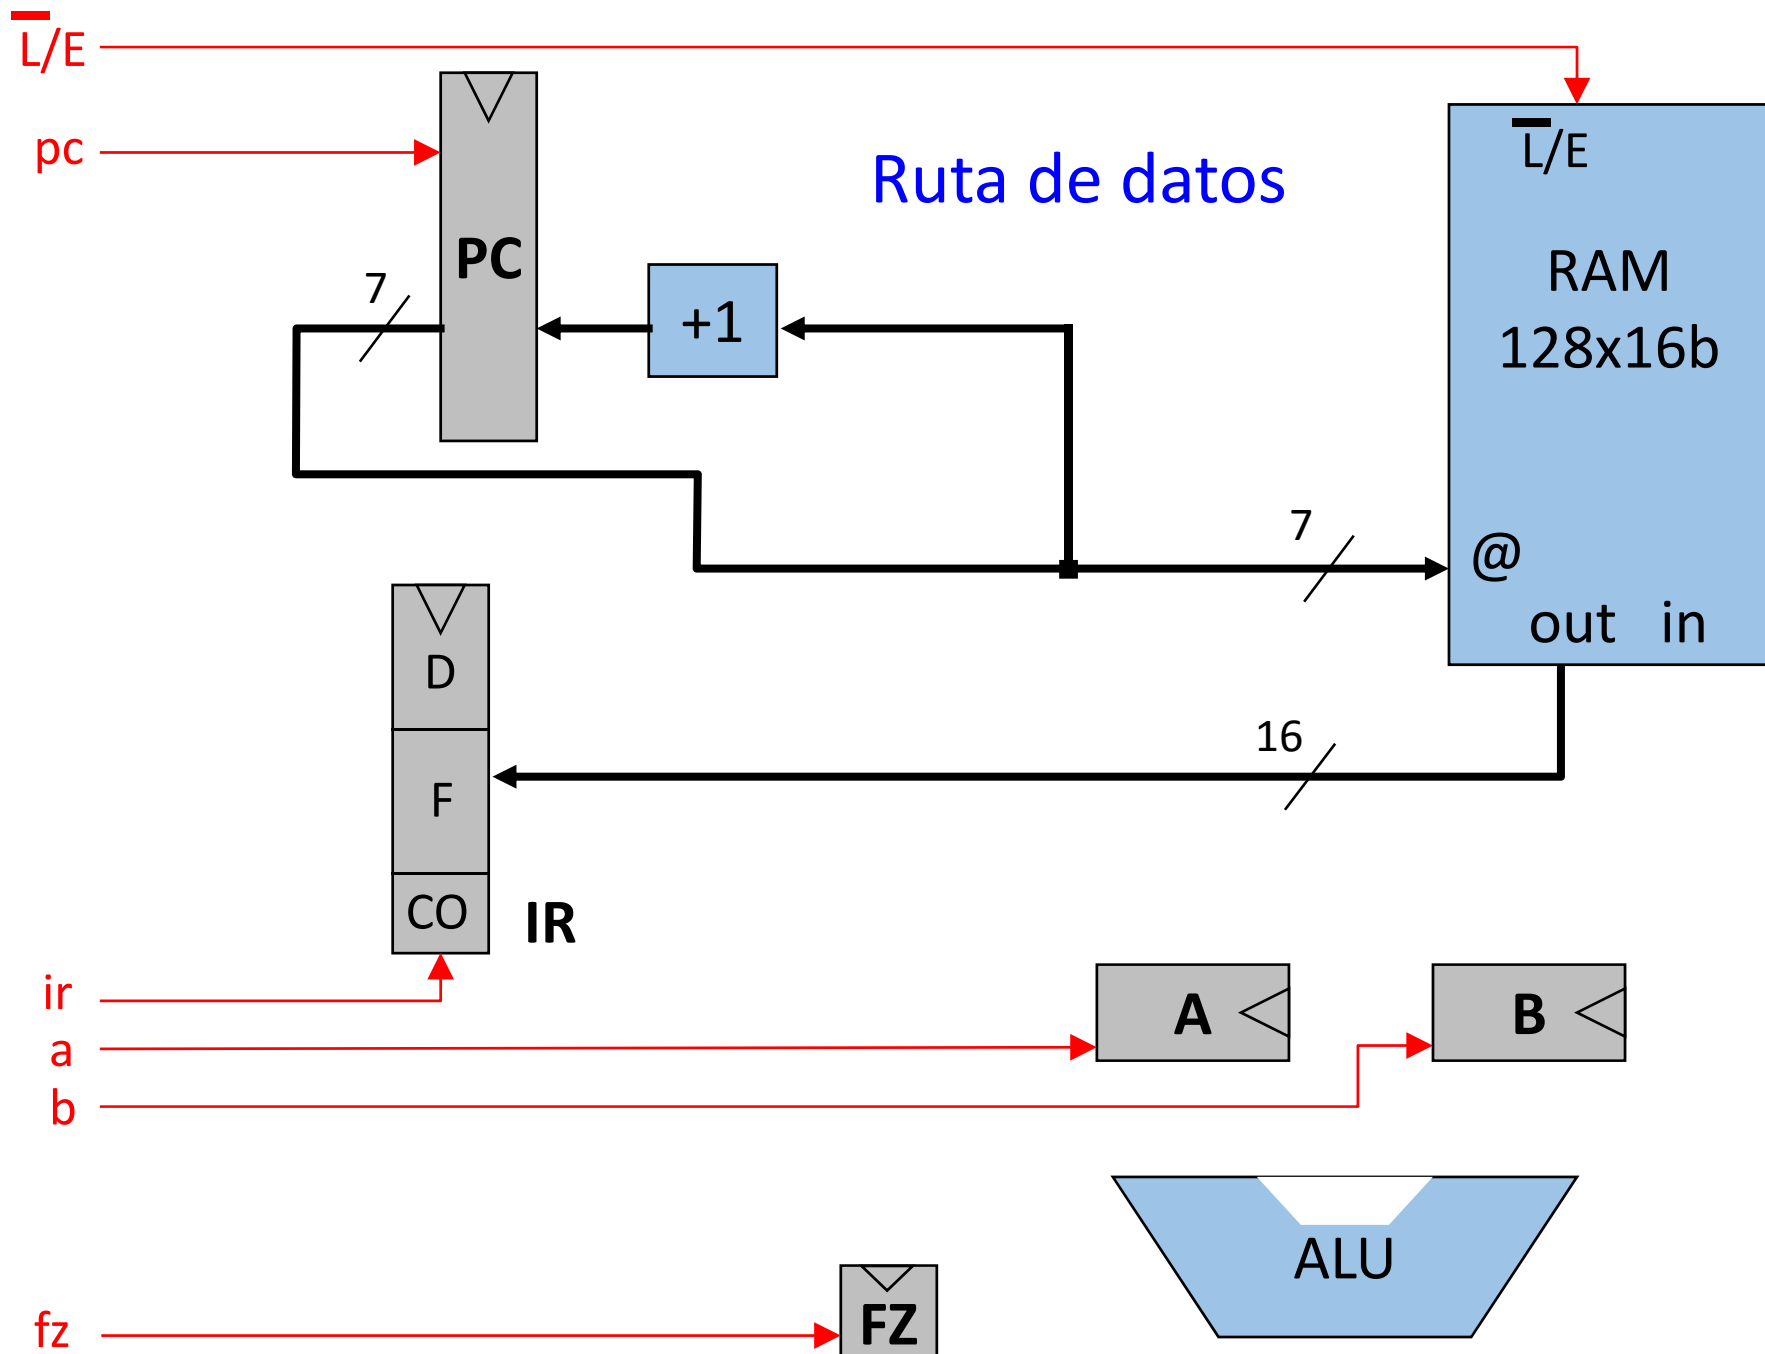 L/E
pc
Ruta de datos
L/E
RAM
128x16b
PC
7
+1
7
@
out in
D
F
CO
IR
16
ir
a
b
A
B
ALU
fz
FZ